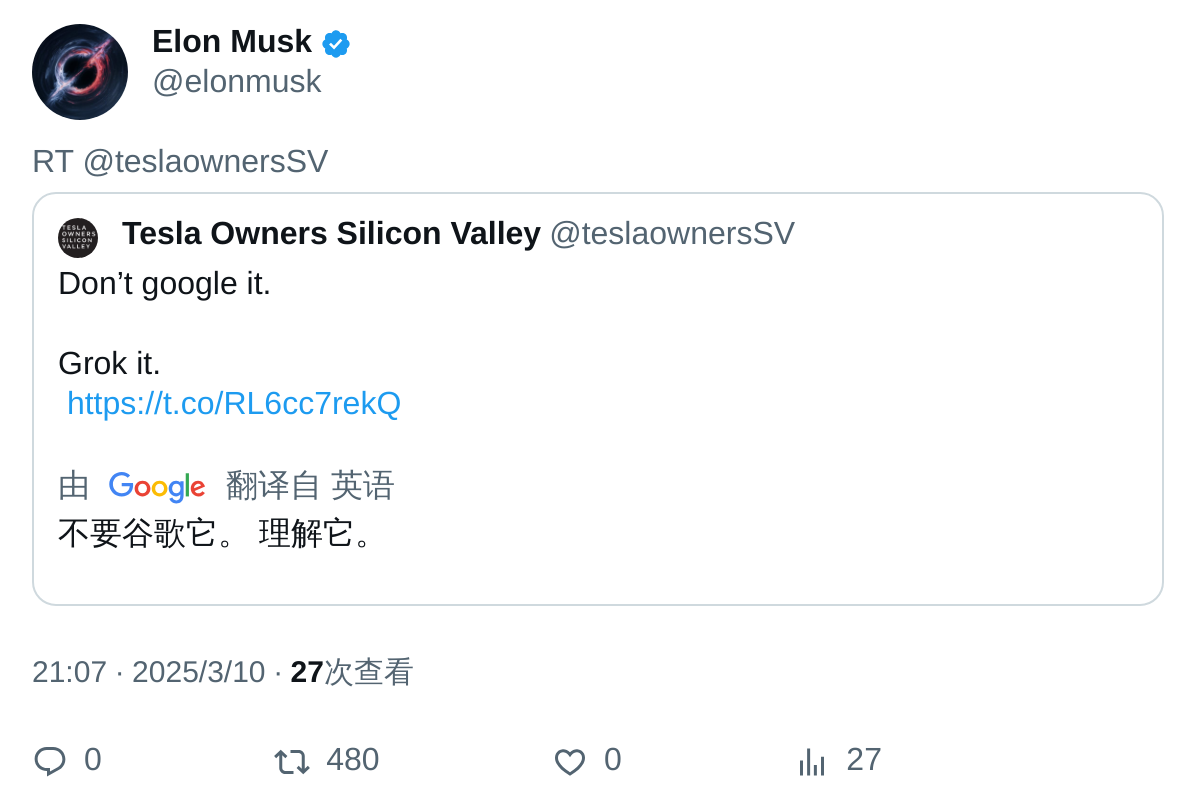 Elon Musk
@elonmusk
RT @teslaownersSV
TESLA
OWNERS
SILICON
VALLEY
Tesla Owners Silicon Valley @teslaownersSV
Don’t google it.
Grok it.
https://t.co/RL6cc7rekQ
由 Google 翻译自 英语
不要谷歌它。 理解它。
21:07 · 2025/3/10 · 27次查看
0 480 0 27